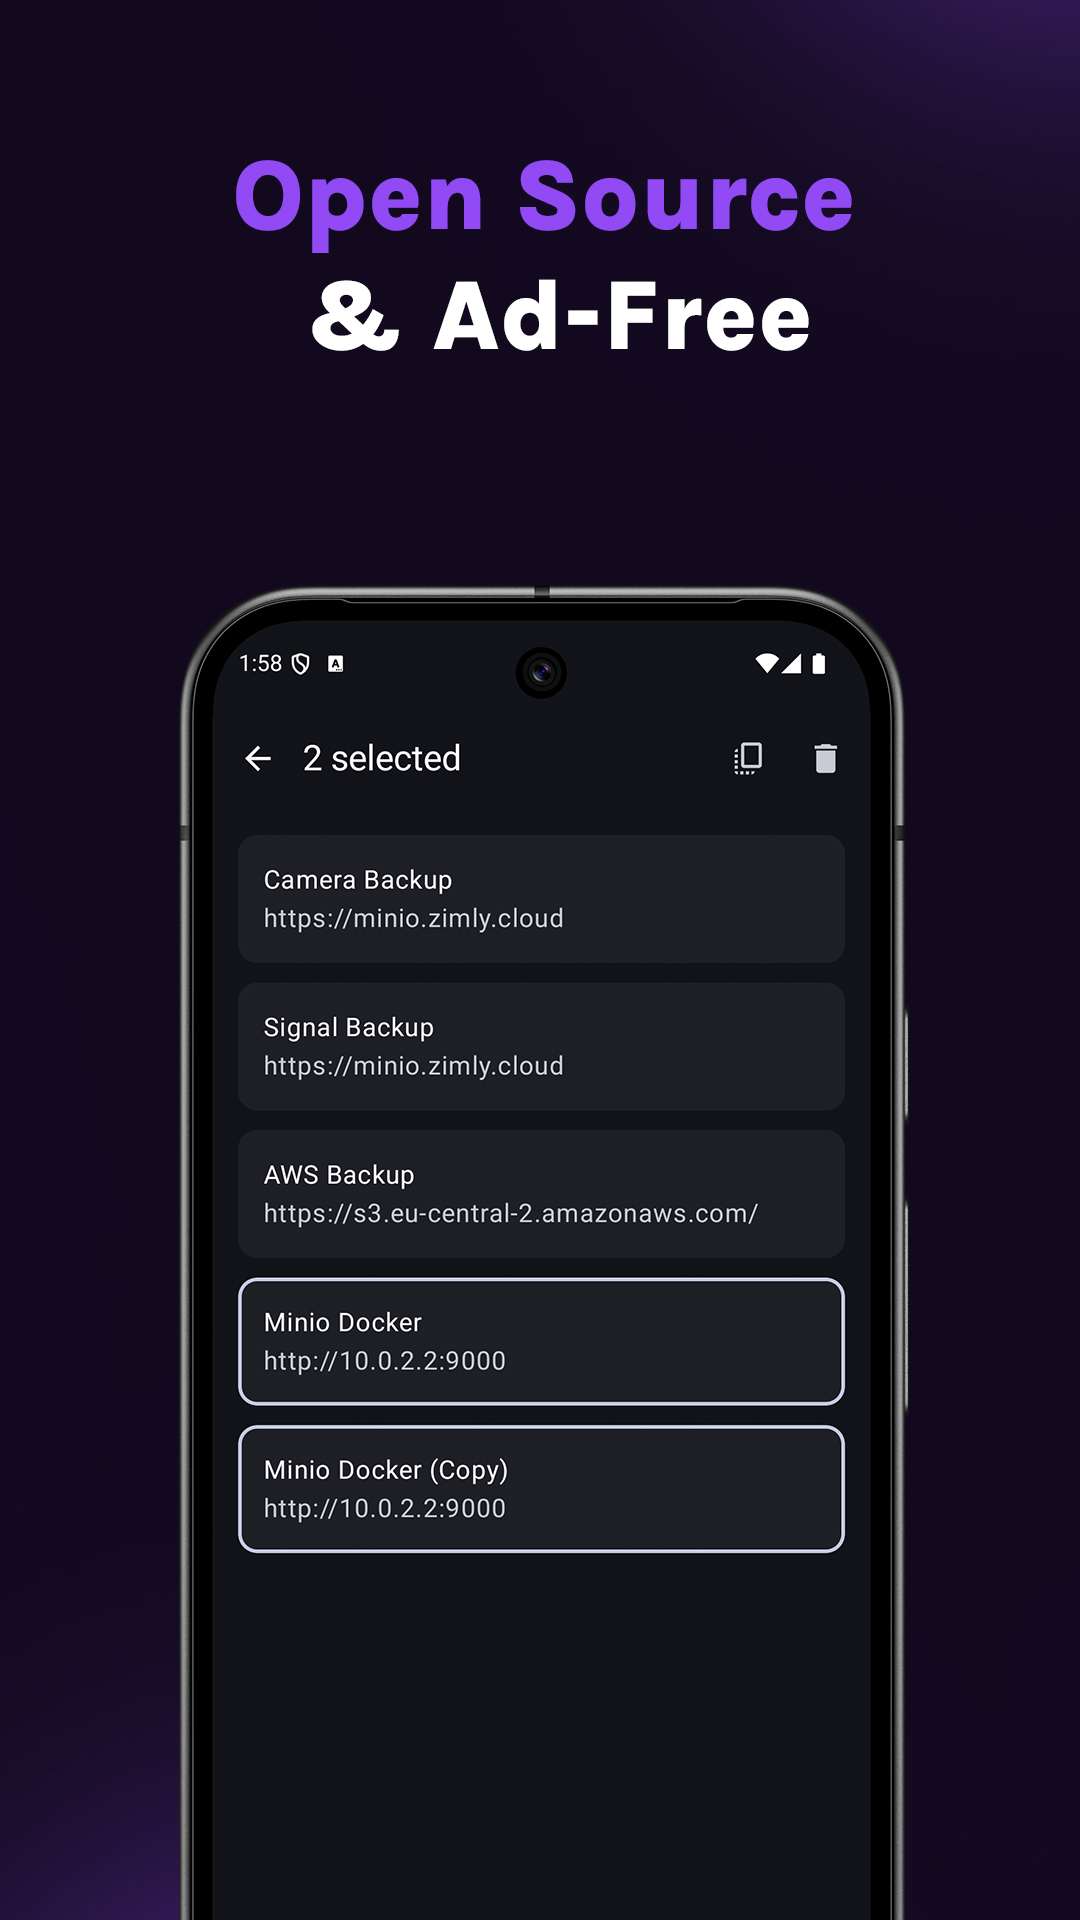 Open Source
& Ad-Free
1:58
2 selected
Camera Backup
https://minio.zimly.cloud
Signal Backup
https://minio.zimly.cloud
AWS Backup
https://s3.eu-central-2.amazonaws.com/
Minio Docker
http://10.0.2.2:9000
Minio Docker (Copy)
http://10.0.2.2:9000